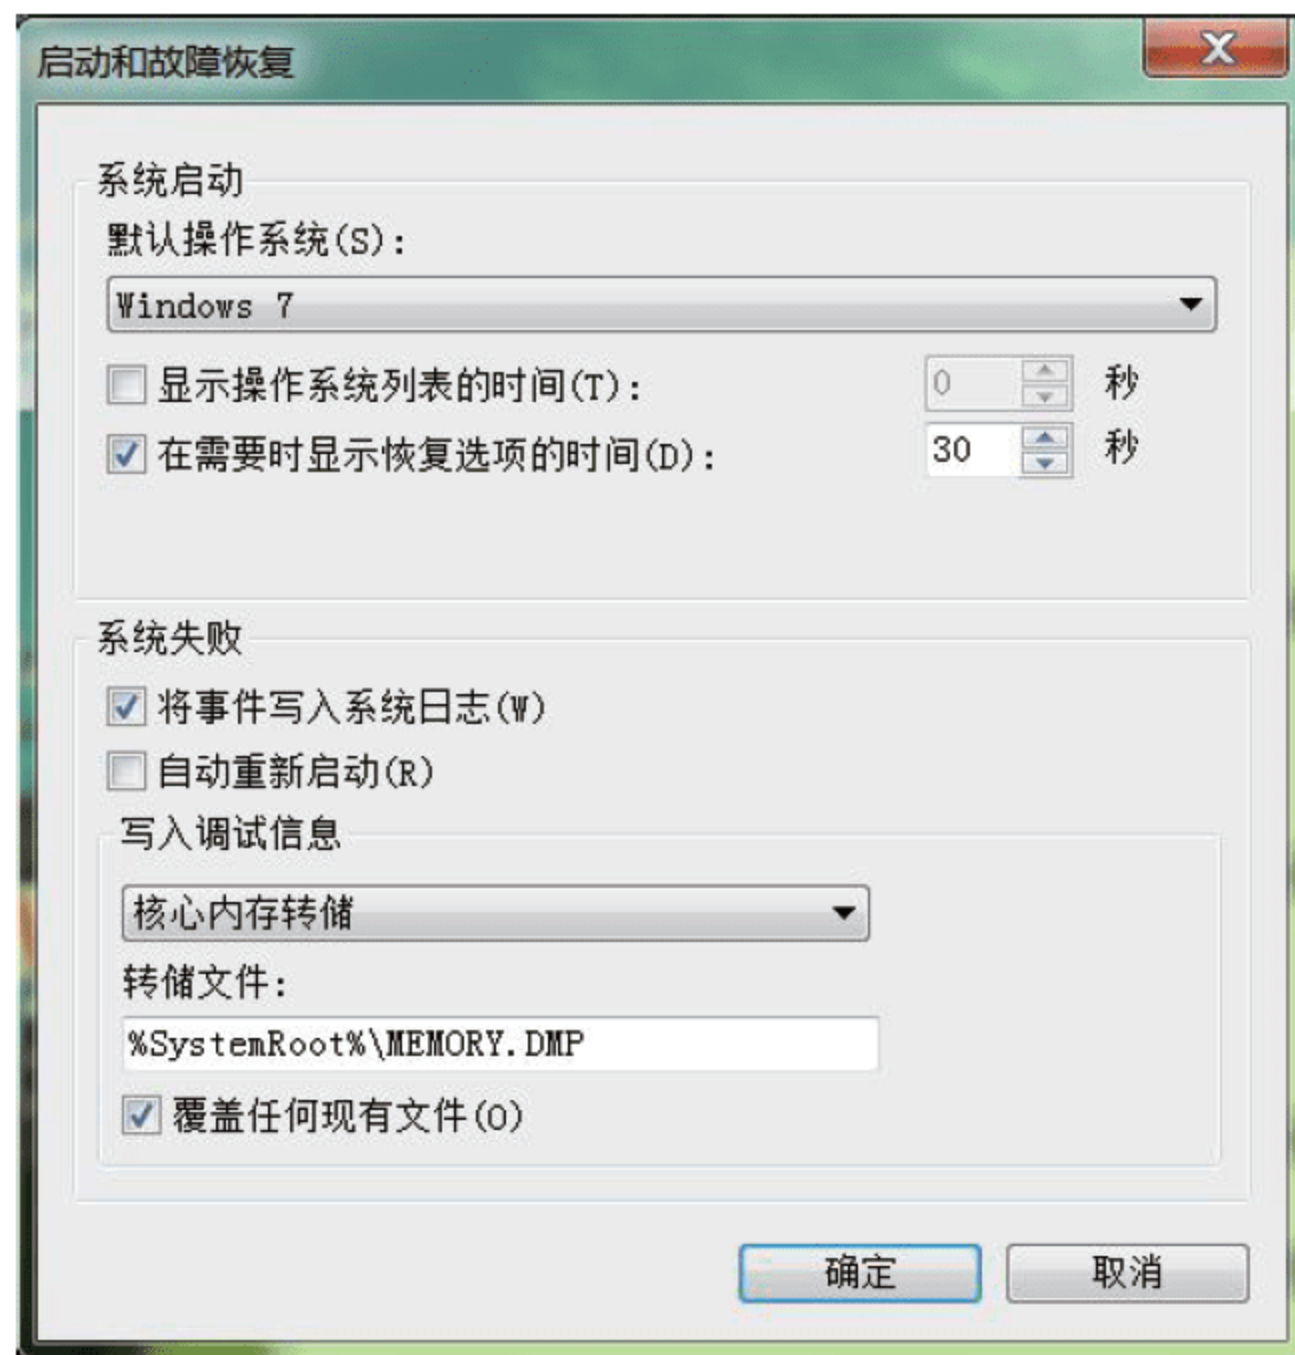 启动和故障恢复
系统启动
默认操作系统(S):
Windows 7
显示操作系统列表的时间(T): 0 秒
在需要时显示恢复选项的时间(D): 30 秒
系统失败
将事件写入系统日志(W)
自动重新启动(R)
写入调试信息
核心内存转储
转储文件:
%SystemRoot%\MEMORY.DMP
覆盖任何现有文件(O)
确定 取消